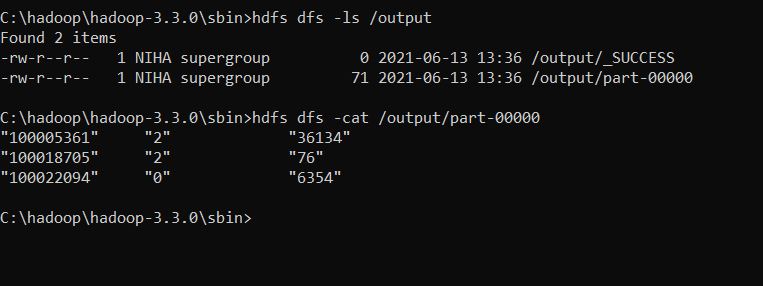 C:\hadoop\hadoop-3.3.0\sbin>hdfs dfs -ls /output
Found 2 items
-rw-r--r--   1 NIHA supergroup          0 2021-06-13 13:36 /output/_SUCCESS
-rw-r--r--   1 NIHA supergroup         71 2021-06-13 13:36 /output/part-00000
C:\hadoop\hadoop-3.3.0\sbin>hdfs dfs -cat /output/part-00000
"100005361"     "2"             "36134"
"100018705"     "2"             "76"
"100022094"     "0"             "6354"
C:\hadoop\hadoop-3.3.0\sbin>